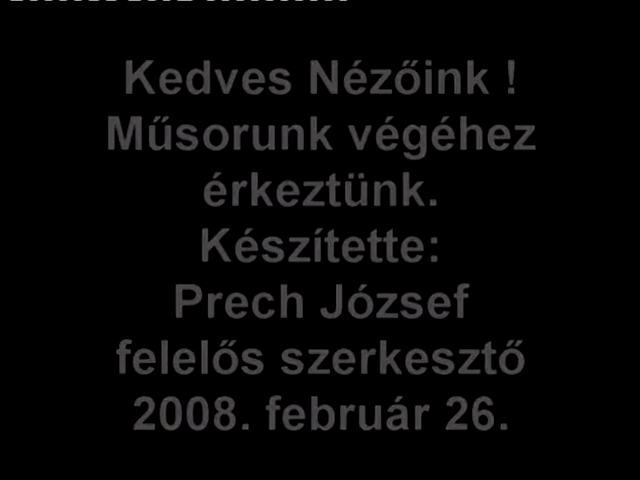 Kedves Nézőink !
Műsorunk végéhez
érkeztünk.
Készítette:
Prech József
felelős szerkesztő
2008. február 26.